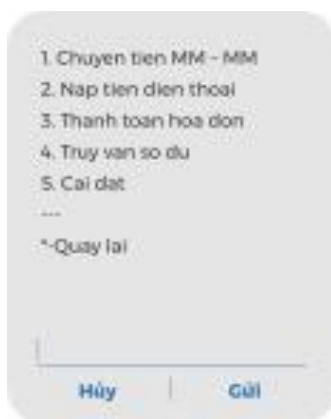 1. Chuyen tien MM - MM
2. Nap tien dien thoai
3. Thanh toan hoa don
4. Truy van so du
5. Cai dat
---
*-Quay lai
Hủy | Gửi